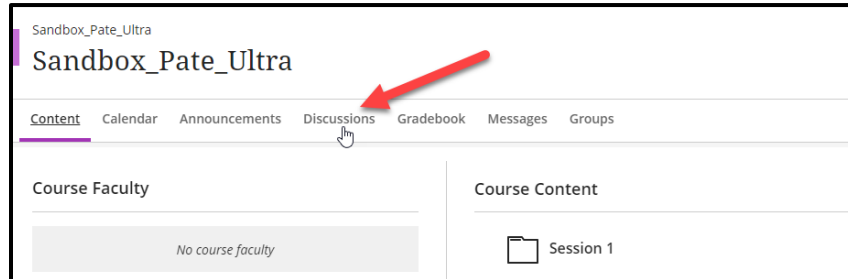 Sandbox_Pate_Ultra
Sandbox_Pate_Ultra
Content Calendar Announcements Discussions Gradebook Messages Groups
Course Faculty
No course faculty
Course Content
Session 1